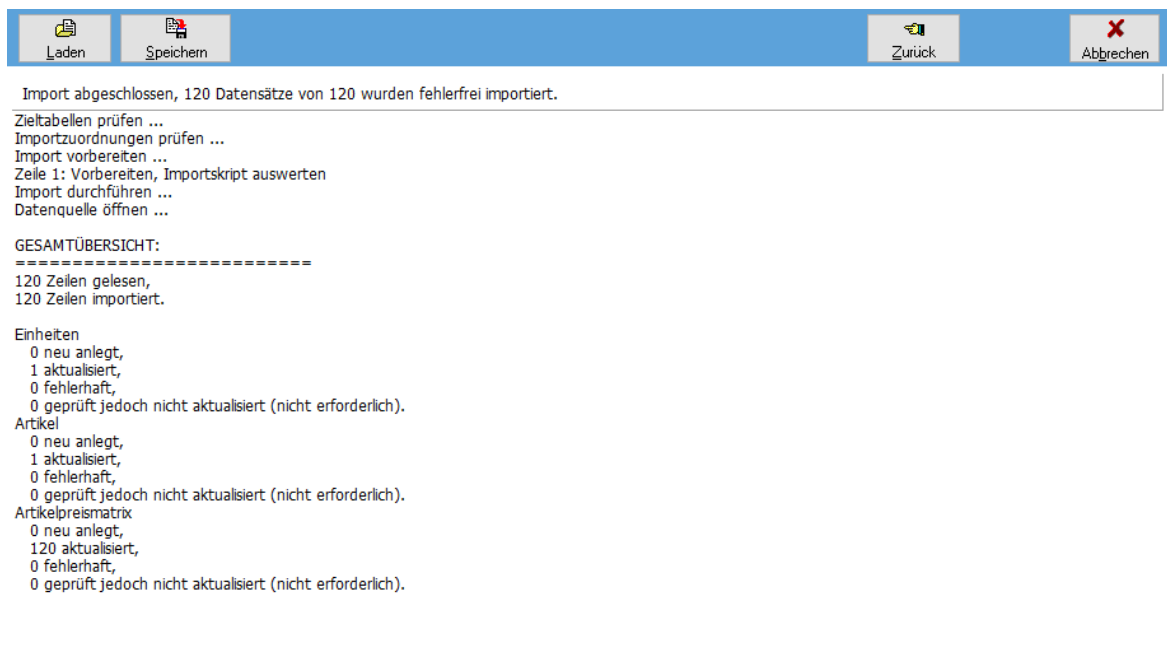 Laden
Speichern
Zurück
Abbrechen
Import abgeschlossen, 120 Datensätze von 120 wurden fehlerfrei importiert.
Zieltabellen prüfen ...
Importzuordnungen prüfen ...
Import vorbereiten ...
Zeile 1: Vorbereiten, Importskript auswerten
Import durchführen ...
Datenquelle öffnen ...
GESAMTÜBERSICHT:
==========================
120 Zeilen gelesen,
120 Zeilen importiert.
Einheiten
0 neu anlegt,
1 aktualisiert,
0 fehlerhaft,
0 geprüft jedoch nicht aktualisiert (nicht erforderlich).
Artikel
0 neu anlegt,
1 aktualisiert,
0 fehlerhaft,
0 geprüft jedoch nicht aktualisiert (nicht erforderlich).
Artikelpreismatrix
0 neu anlegt,
120 aktualisiert,
0 fehlerhaft,
0 geprüft jedoch nicht aktualisiert (nicht erforderlich).